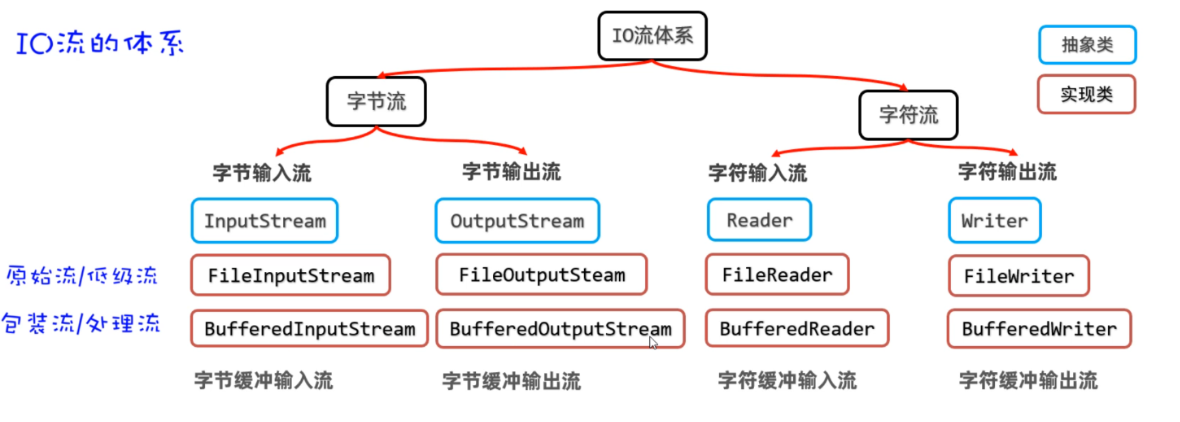 IO流的体系
IO流体系
抽象类
实现类
字节流
字符流
字节输入流
字节输出流
字符输入流
字符输出流
InputStream
OutputStream
Reader
Writer
原始流/低级流
FileInputStream
FileOutputSteam
FileReader
FileWriter
包装流/处理流
BufferedInputStream
BufferedOutputStream
BufferedReader
BufferedWriter
字节缓冲输入流
字节缓冲输出流
字符缓冲输入流
字符缓冲输出流